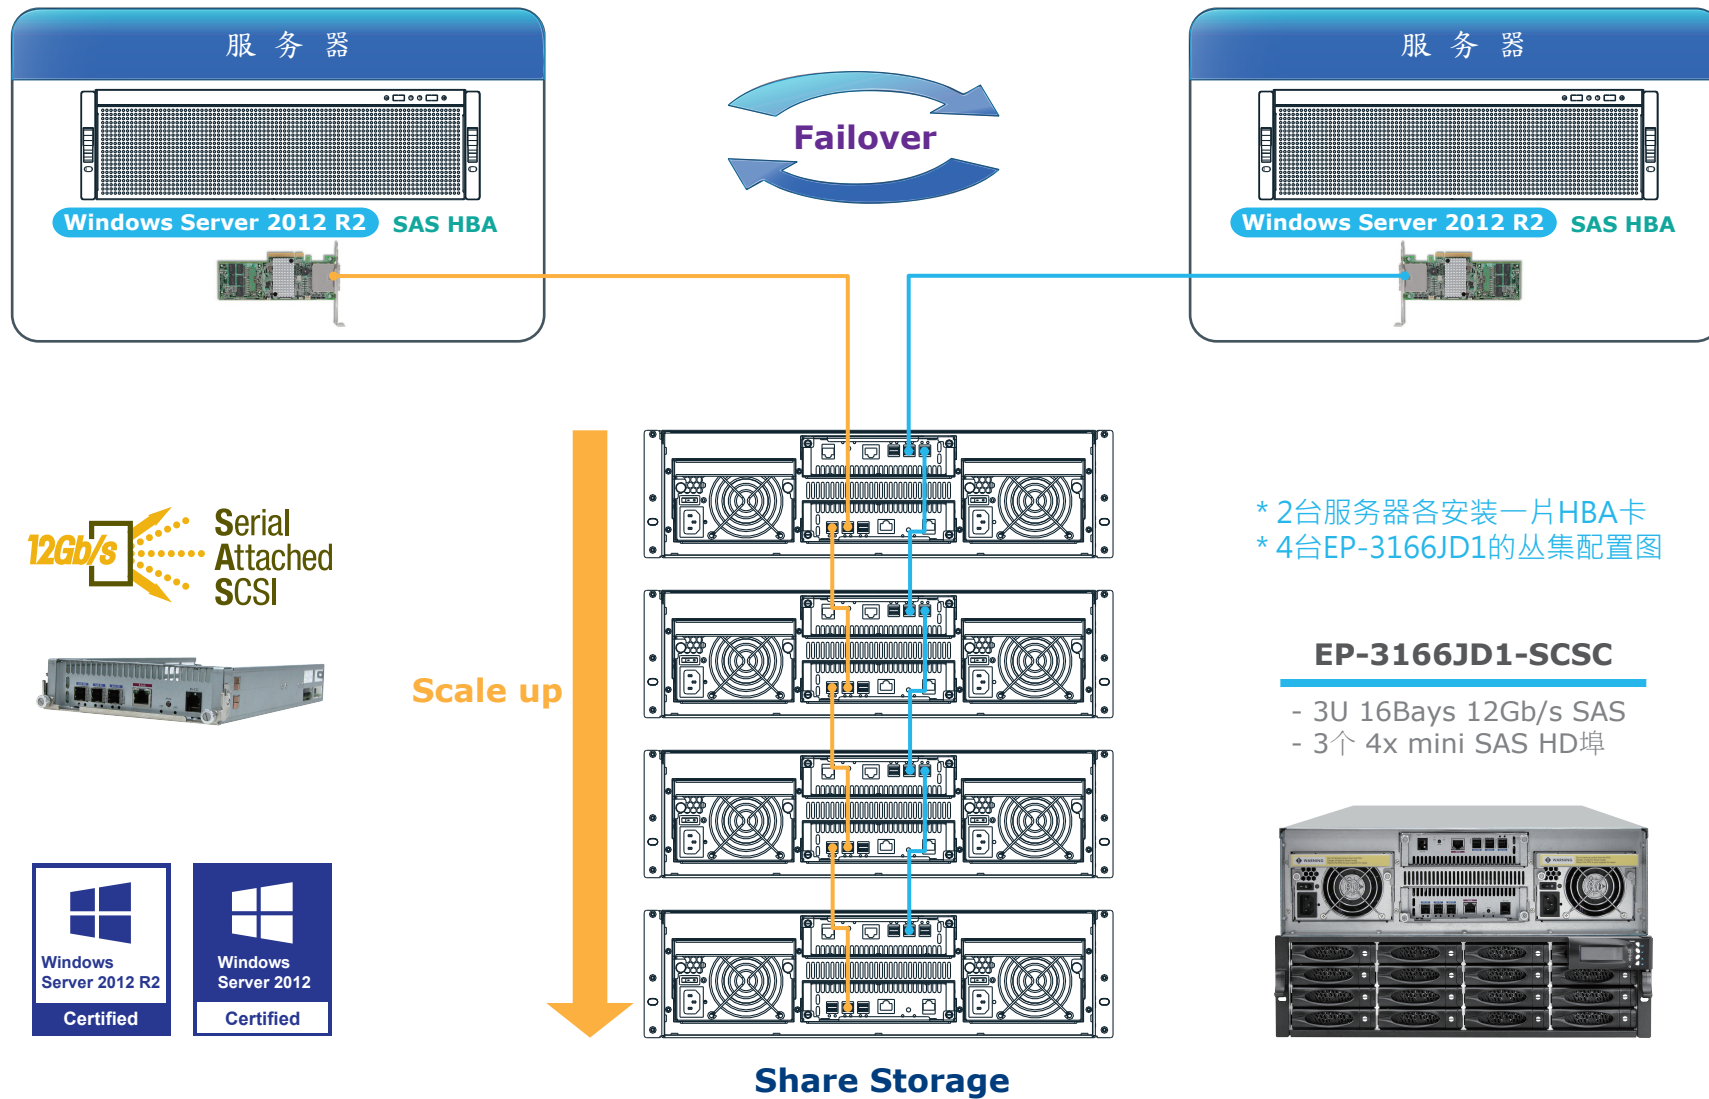 服务器
服务器
Failover
Windows Server 2012 R2
SAS HBA
Windows Server 2012 R2
SAS HBA
12Gb/s
Serial
Attached
SCSI
Scale up
* 2台服务器各安装一片HBA卡
* 4台EP-3166JD1的丛集配置图
EP-3166JD1-SCSC
- 3U 16Bays 12Gb/s SAS
- 3个 4x mini SAS HD埠
WARNING
WARNING
Windows
Server 2012 R2
Certified
Windows
Server 2012
Certified
Share Storage